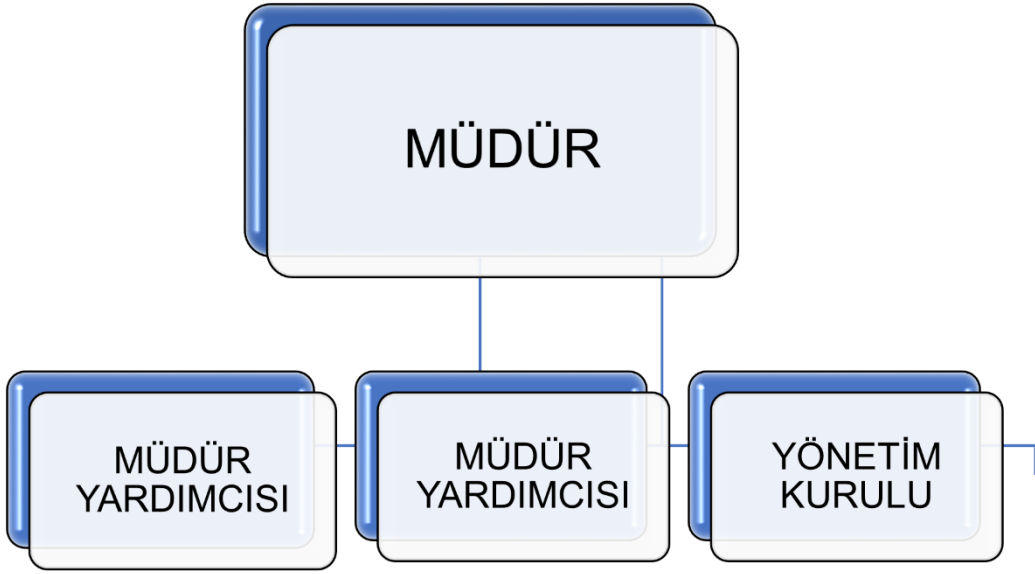 MÜDÜR
MÜDÜR
YARDIMCISI
MÜDÜR
YARDIMCISI
YÖNETİM
KURULU